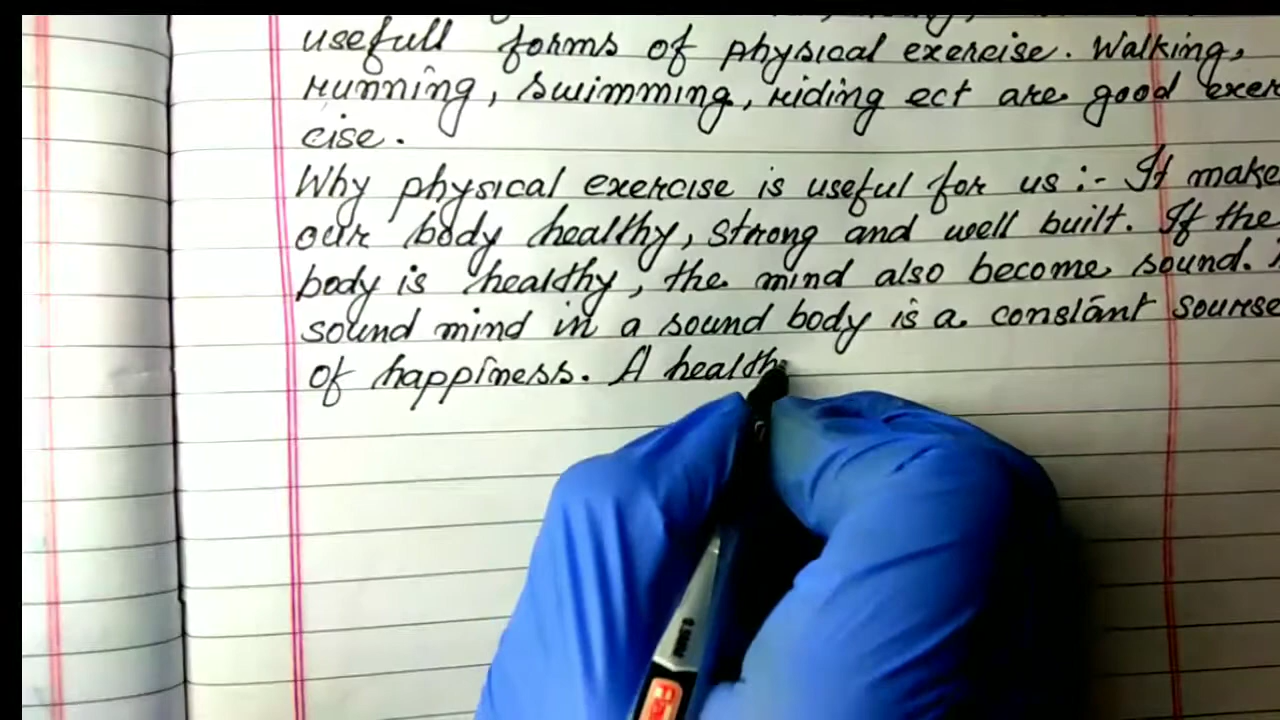 usefull forms of physical exercise. Walking,
running, swimming, riding ect are good exer
cise.
Why physical exercise is useful for us :- It make
our body healthy, strong and well built. If the
body is healthy, the mind also become sound.
sound mind in a sound body is a constant sourse
of happiness. A health